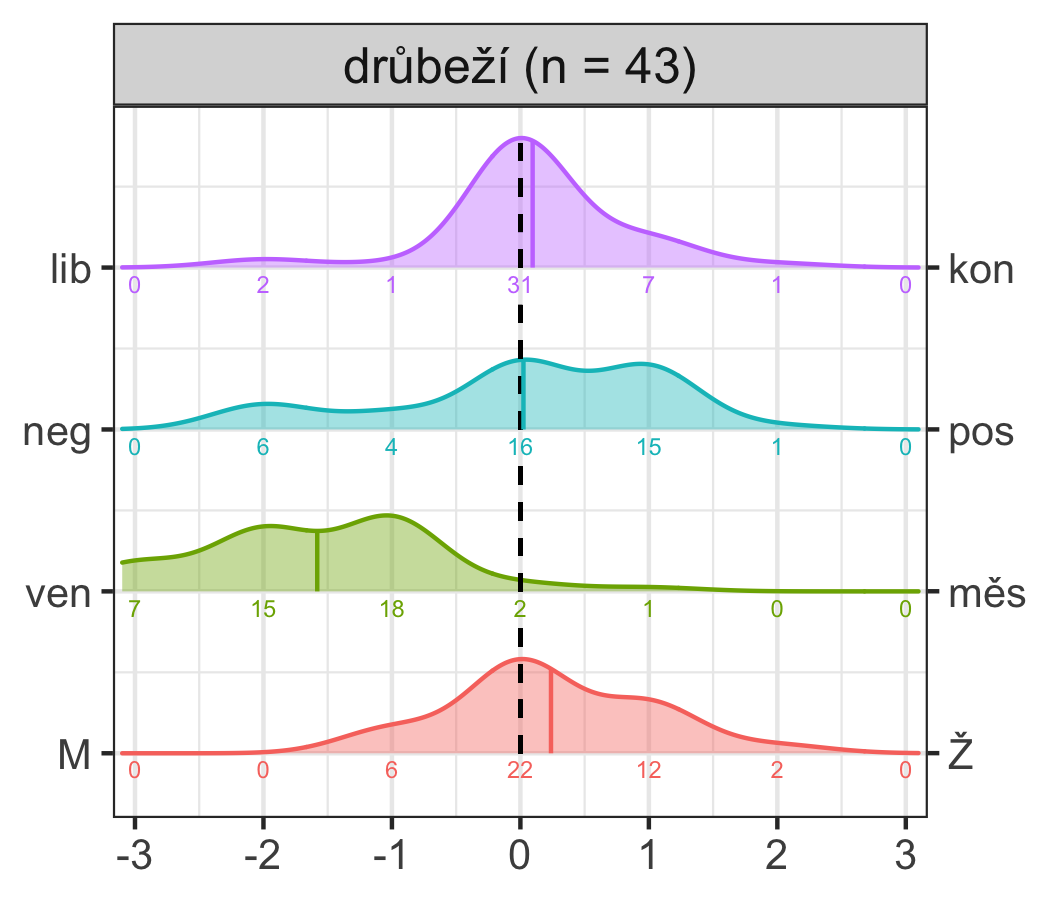 drůbeží (n = 43)
lib kon
0 2 1 31 7 1 0
neg pos
0 6 4 16 15 1 0
ven měs
7 15 18 2 1 0 0
M Ž
0 0 6 22 12 2 0
-3 -2 -1 0 1 2 3